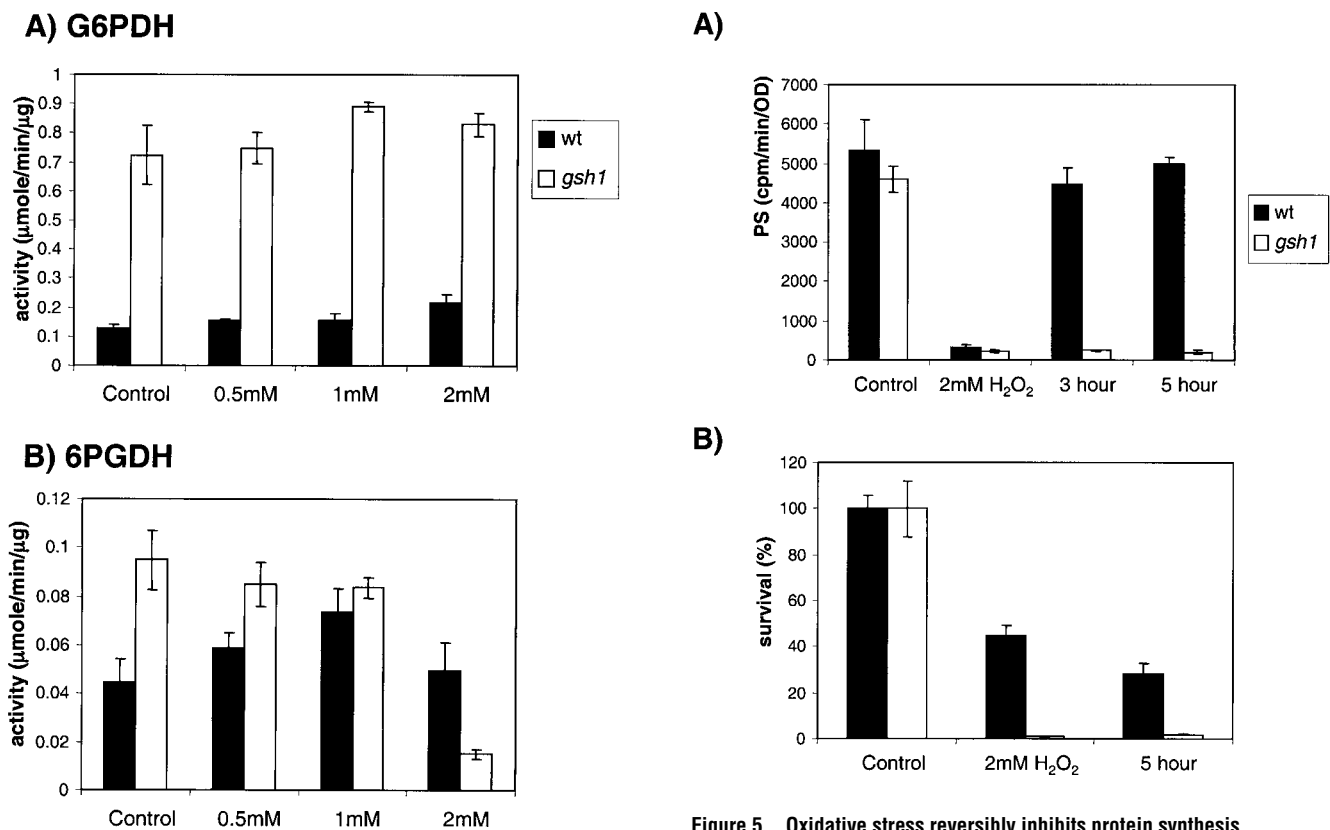 A) G6PDH
activity (μmole/min/μg)
1
0.9
0.8
0.7
0.6
0.5
0.4
0.3
0.2
0.1
0
Control 0.5mM 1mM 2mM
wt
gsh1
B) 6PGDH
activity (μmole/min/μg)
0.12
0.1
0.08
0.06
0.04
0.02
0
Control 0.5mM 1mM 2mM
A)
PS (cpm/min/OD)
7000
6000
5000
4000
3000
2000
1000
0
Control 2mM H₂O₂ 3 hour 5 hour
wt
gsh1
B)
survival (%)
120
100
80
60
40
20
0
Control 2mM H₂O₂ 5 hour
Figure 5 Oxidative stress reversibly inhibits protein synthesis